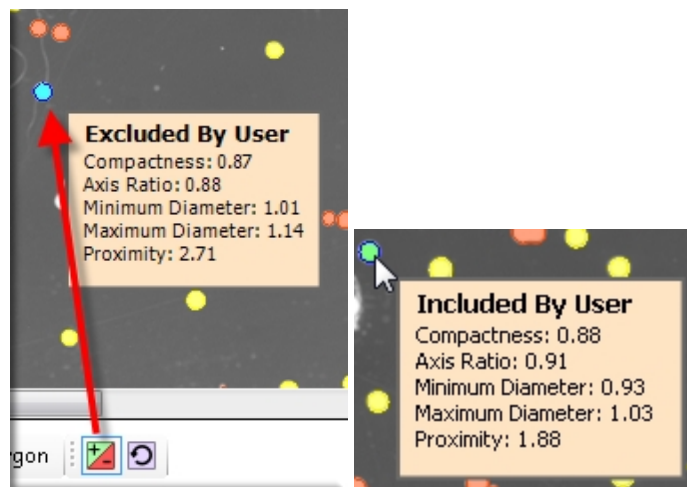 Excluded By User
Compactness: 0.87
Axis Ratio: 0.88
Minimum Diameter: 1.01
Maximum Diameter: 1.14
Proximity: 2.71
ygon
Included By User
Compactness: 0.88
Axis Ratio: 0.91
Minimum Diameter: 0.93
Maximum Diameter: 1.03
Proximity: 1.88